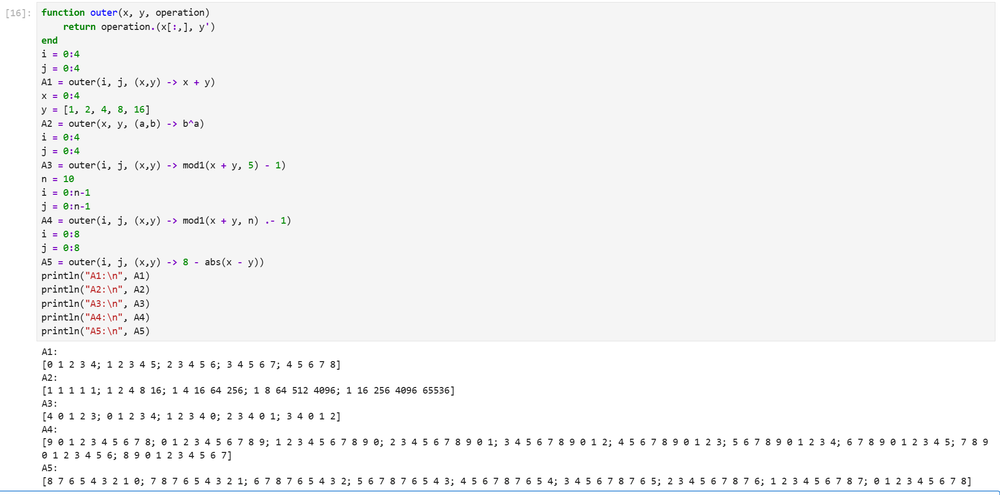 [16]: function outer(x, y, operation)
    return operation.(x[:,], y')
end
i = 0:4
j = 0:4
A1 = outer(i, j, (x,y) -> x + y)
x = 0:4
y = [1, 2, 4, 8, 16]
A2 = outer(x, y, (a,b) -> b^a)
i = 0:4
j = 0:4
A3 = outer(i, j, (x,y) -> mod1(x + y, 5) - 1)
n = 10
i = 0:n-1
j = 0:n-1
A4 = outer(i, j, (x,y) -> mod1(x + y, n) .- 1)
i = 0:8
j = 0:8
A5 = outer(i, j, (x,y) -> 8 - abs(x - y))
println("A1:\n", A1)
println("A2:\n", A2)
println("A3:\n", A3)
println("A4:\n", A4)
println("A5:\n", A5)
A1:
[0 1 2 3 4; 1 2 3 4 5; 2 3 4 5 6; 3 4 5 6 7; 4 5 6 7 8]
A2:
[1 1 1 1 1; 1 2 4 8 16; 1 4 16 64 256; 1 8 64 512 4096; 1 16 256 4096 65536]
A3:
[4 0 1 2 3; 0 1 2 3 4; 1 2 3 4 0; 2 3 4 0 1; 3 4 0 1 2]
A4:
[9 0 1 2 3 4 5 6 7 8; 0 1 2 3 4 5 6 7 8 9; 1 2 3 4 5 6 7 8 9 0; 2 3 4 5 6 7 8 9 0 1; 3 4 5 6 7 8 9 0 1 2; 4 5 6 7 8 9 0 1 2 3; 5 6 7 8 9 0 1 2 3 4; 6 7 8 9 0 1 2 3 4 5; 7 8 9
0 1 2 3 4 5 6; 8 9 0 1 2 3 4 5 6 7]
A5:
[8 7 6 5 4 3 2 1 0; 7 8 7 6 5 4 3 2 1; 6 7 8 7 6 5 4 3 2; 5 6 7 8 7 6 5 4 3; 4 5 6 7 8 7 6 5 4; 3 4 5 6 7 8 7 6 5; 2 3 4 5 6 7 8 7 6; 1 2 3 4 5 6 7 8 7; 0 1 2 3 4 5 6 7 8]